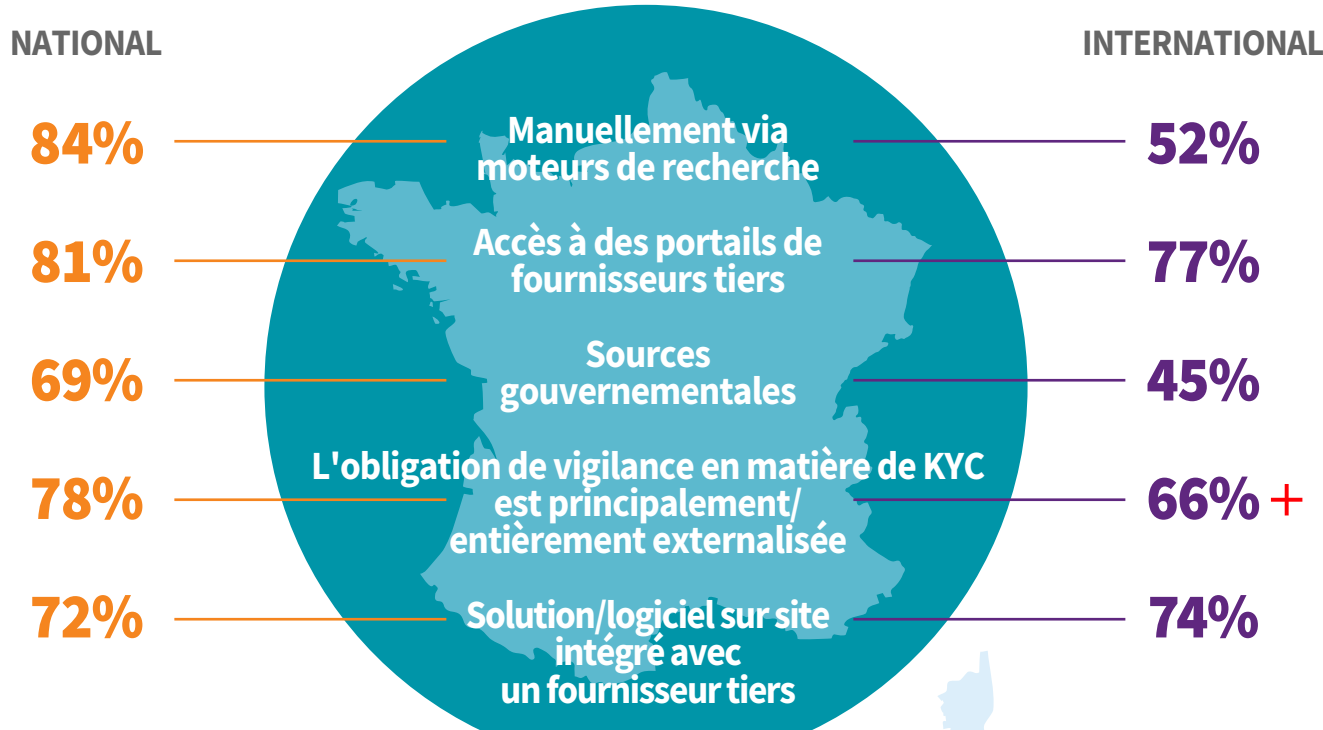 NATIONAL
INTERNATIONAL
84%
Manuellement via
moteurs de recherche
52%
81%
Accès à des portails de
fournisseurs tiers
77%
69%
Sources
gouvernementales
45%
78%
L'obligation de vigilance en matière de KYC
est principalement/
entièrement externalisée
66% +
72%
Solution/logiciel sur site
intégré avec
un fournisseur tiers
74%